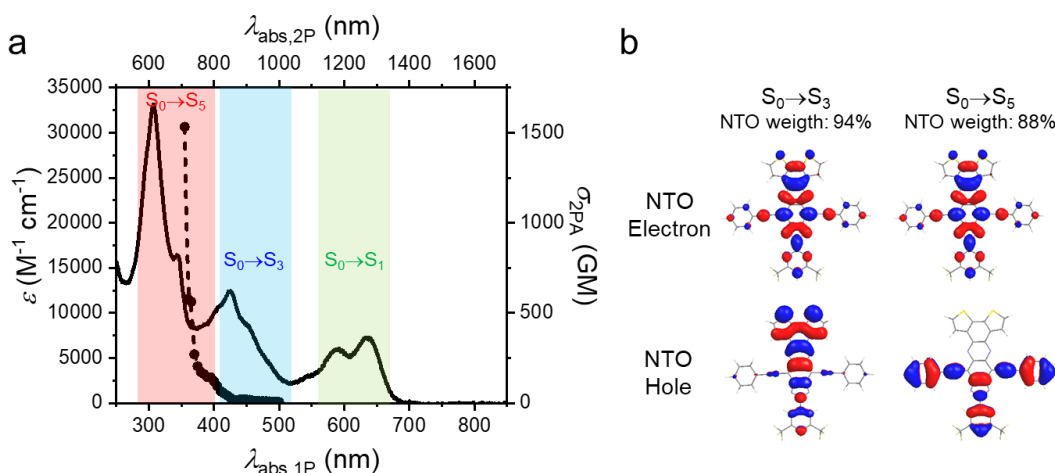 a
λabs,2P (nm)
600 800 1000 1200 1400 1600
35000
30000
25000
20000
15000
10000
5000
0
ε (M⁻¹ cm⁻¹)
S₀→S₅
S₀→S₃
S₀→S₁
1500
1000
500
0
σ2PA (GM)
300 400 500 600 700 800
λabs,1P (nm)
b
S₀→S₃ S₀→S₅
NTO weigth: 94% NTO weigth: 88%
NTO
Electron
NTO
Hole